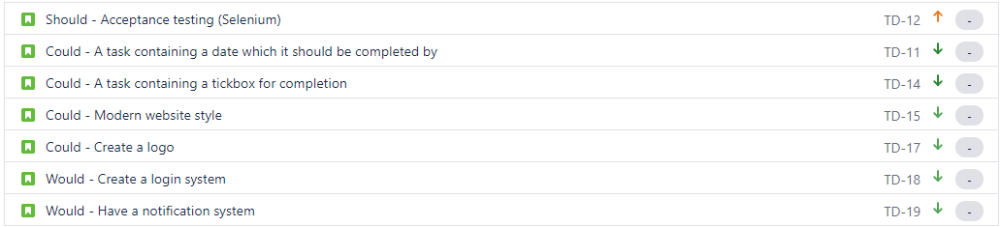 Should - Acceptance testing (Selenium) TD-12 -
Could - A task containing a date which it should be completed by TD-11 -
Could - A task containing a tickbox for completion TD-14 -
Could - Modern website style TD-15 -
Could - Create a logo TD-17 -
Would - Create a login system TD-18 -
Would - Have a notification system TD-19 -